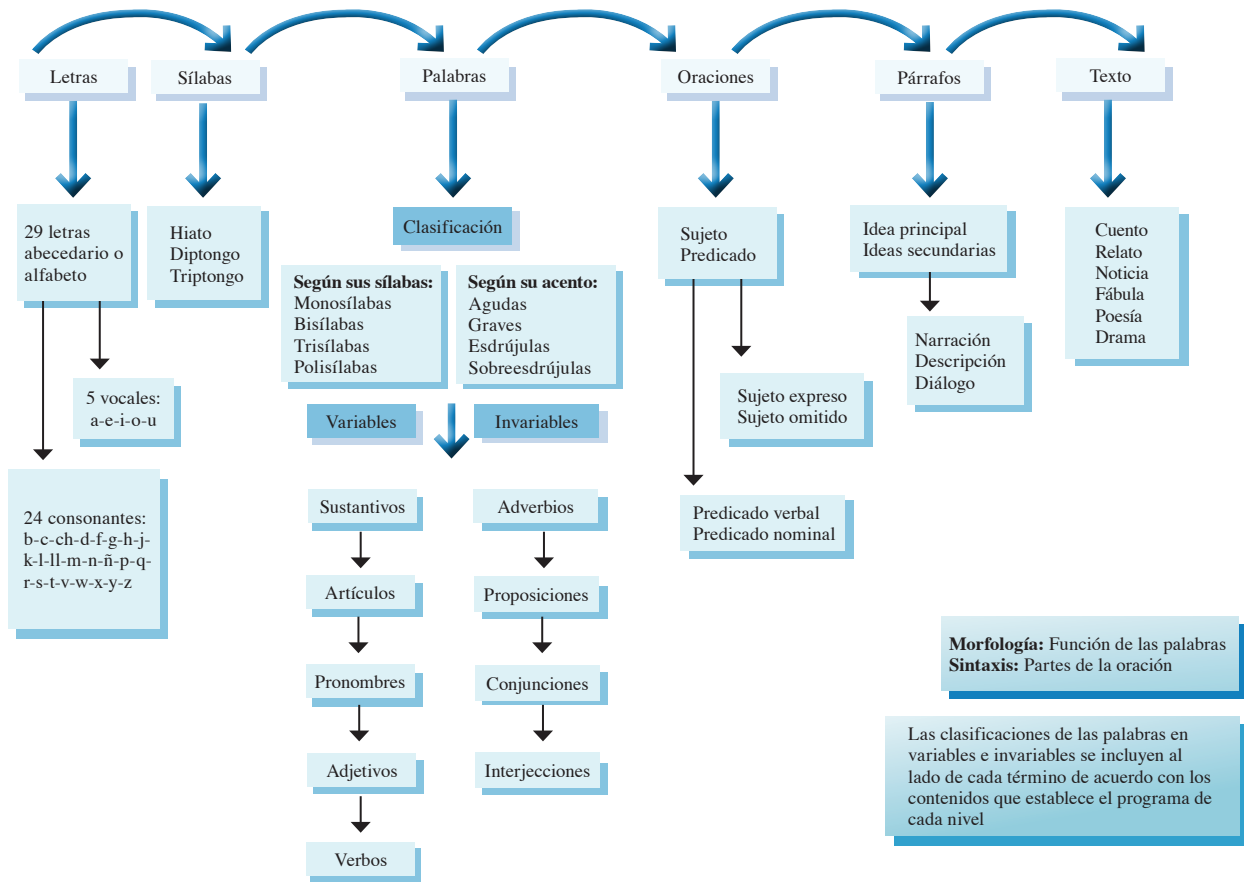 Letras
Sílabas
Palabras
Oraciones
Párrafos
Texto
29 letras
abecedario o
alfabeto
5 vocales:
a-e-i-o-u
24 consonantes:
b-c-ch-d-f-g-h-j-
k-l-ll-m-n-ñ-p-q-
r-s-t-v-w-x-y-z
Hiato
Diptongo
Triptongo
Clasificación
Según sus sílabas:
Monosílabas
Bisílabas
Trisílabas
Polisílabas
Según su acento:
Agudas
Graves
Esdrújulas
Sobreesdrújulas
Variables
Invariables
Sustantivos
Artículos
Pronombres
Adjetivos
Verbos
Adverbios
Proposiciones
Conjunciones
Interjecciones
Sujeto
Predicado
Sujeto expreso
Sujeto omitido
Predicado verbal
Predicado nominal
Idea principal
Ideas secundarias
Narración
Descripción
Diálogo
Cuento
Relato
Noticia
Fábula
Poesía
Drama
Morfología: Función de las palabras
Sintaxis: Partes de la oración
Las clasificaciones de las palabras en
variables e invariables se incluyen al
lado de cada término de acuerdo con los
contenidos que establece el programa de
cada nivel